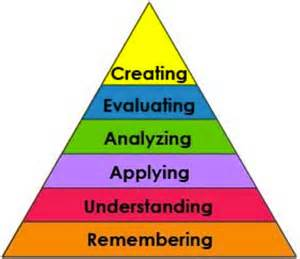 Creating
Evaluating
Analyzing
Applying
Understanding
Remembering